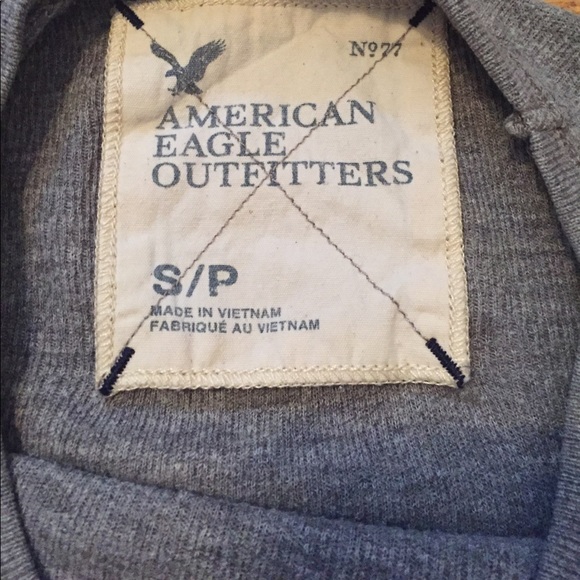 Nº77
AMERICAN
EAGLE
OUTFITTERS
S/P
MADE IN VIETNAM
FABRIQUÉ AU VIETNAM